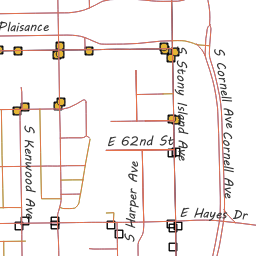 Plaisance
S Stony Island Ave
S Cornell Ave
Cornell Ave
E 62nd St
S Kenwood Ave
S Harper Ave
E Hayes Dr